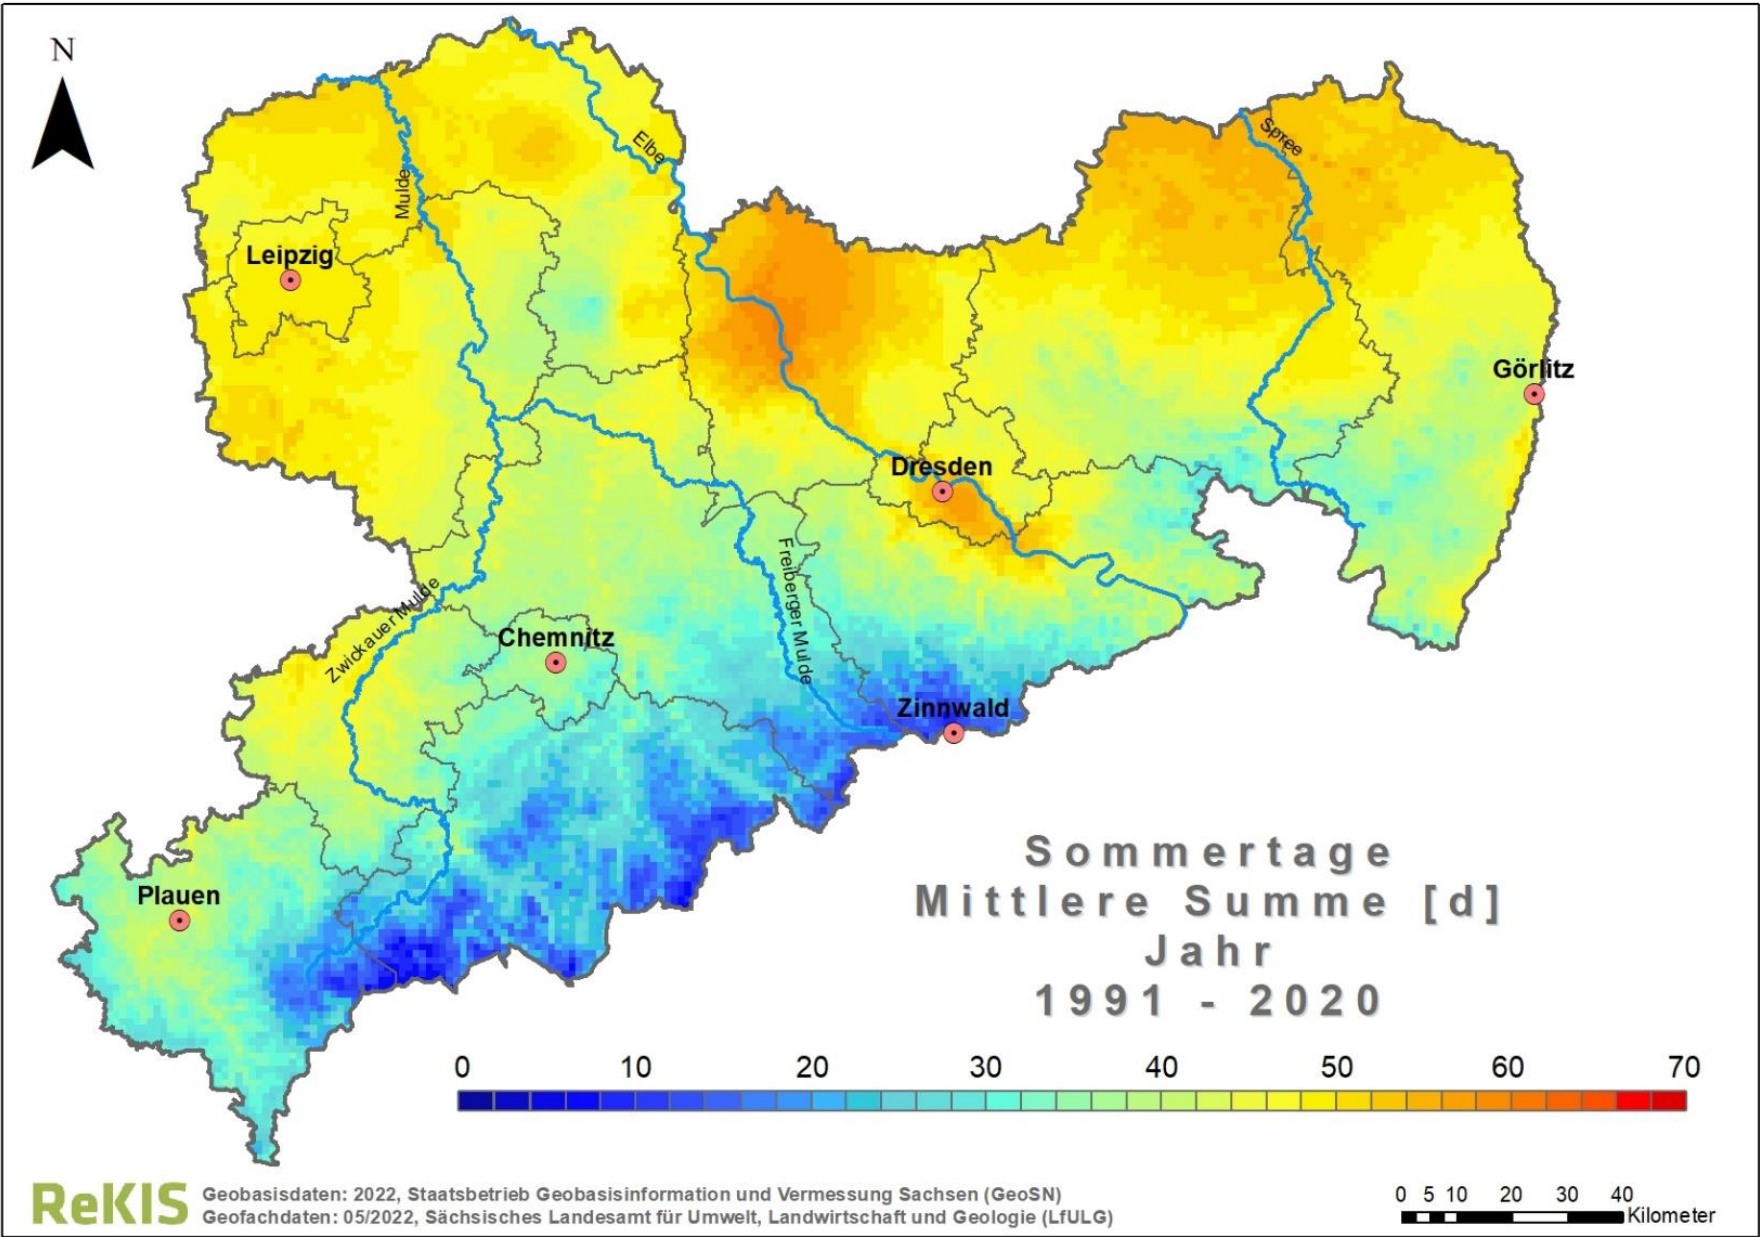 N
Elbe
Spree
Mulde
Leipzig
Görlitz
Dresden
Freiberger Mulde
Zwickauer Mulde
Chemnitz
Zinnwald
Plauen
Sommertage
Mittlere Summe [d]
Jahr
1991 - 2020
0 10 20 30 40 50 60 70
ReKIS
Geobasisdaten: 2022, Staatsbetrieb Geobasisinformation und Vermessung Sachsen (GeoSN)
Geofachdaten: 05/2022, Sächsisches Landesamt für Umwelt, Landwirtschaft und Geologie (LfULG)
0 5 10 20 30 40
Kilometer